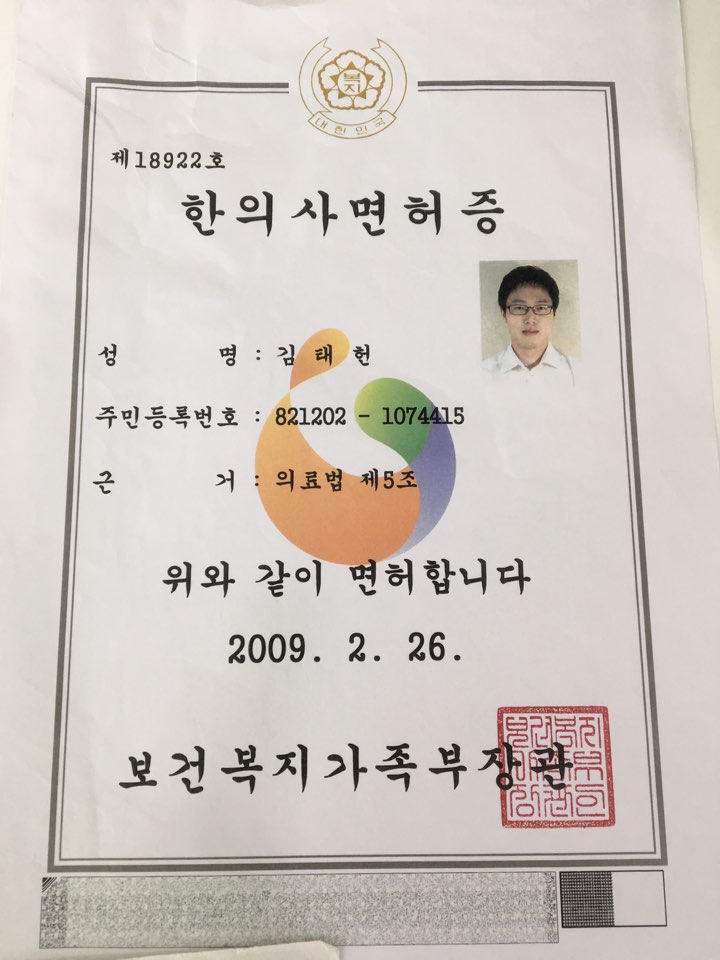 복지
대한민국
제18922호
한의사면허증
성 명 : 김태헌
주민등록번호 : 821202 - 1074415
근 거 : 의료법 제5조
위와 같이 면허합니다
2009. 2. 26.
보건복지가족부장관